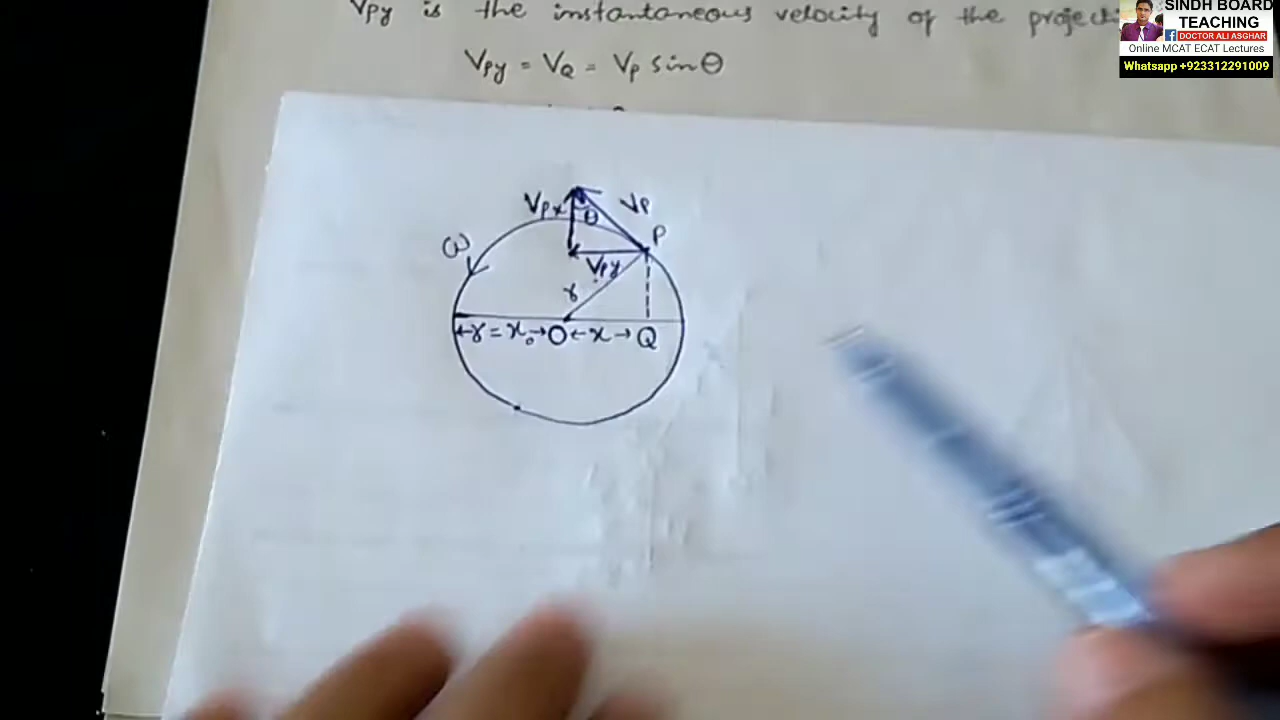 Vpy is the instantaneous velocity of the projecti
Vpy = VQ = Vp sinθ
Vpx
θ
Vp
P
ω
Vpy
r
←r = x₀→O←x→Q
SINDH BOARD
TEACHING
f DOCTOR ALI ASGHAR
Online MCAT ECAT Lectures
Whatsapp +923312291009